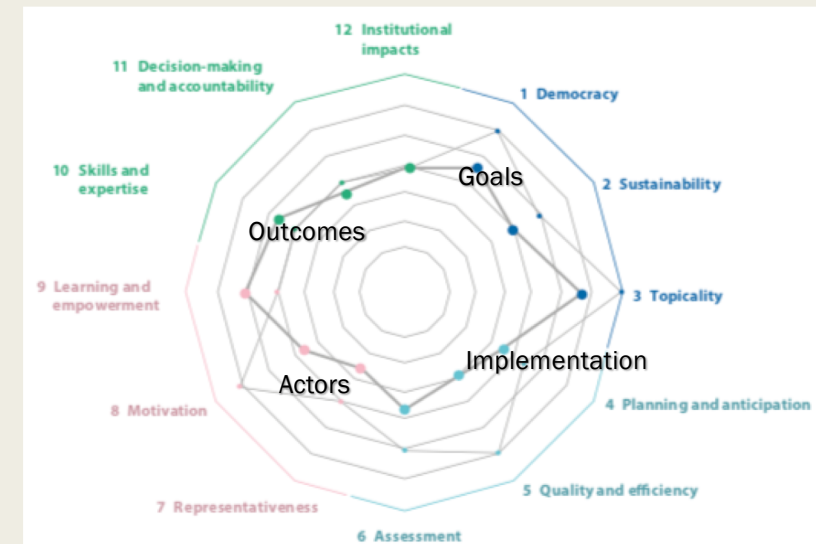 12 Institutional
impacts
11 Decision-making
and accountability
1 Democracy
10 Skills and
expertise
Goals
2 Sustainability
Outcomes
9 Learning and
empowerment
3 Topicality
Implementation
Actors
8 Motivation
4 Planning and anticipation
7 Representativeness
5 Quality and efficiency
6 Assessment